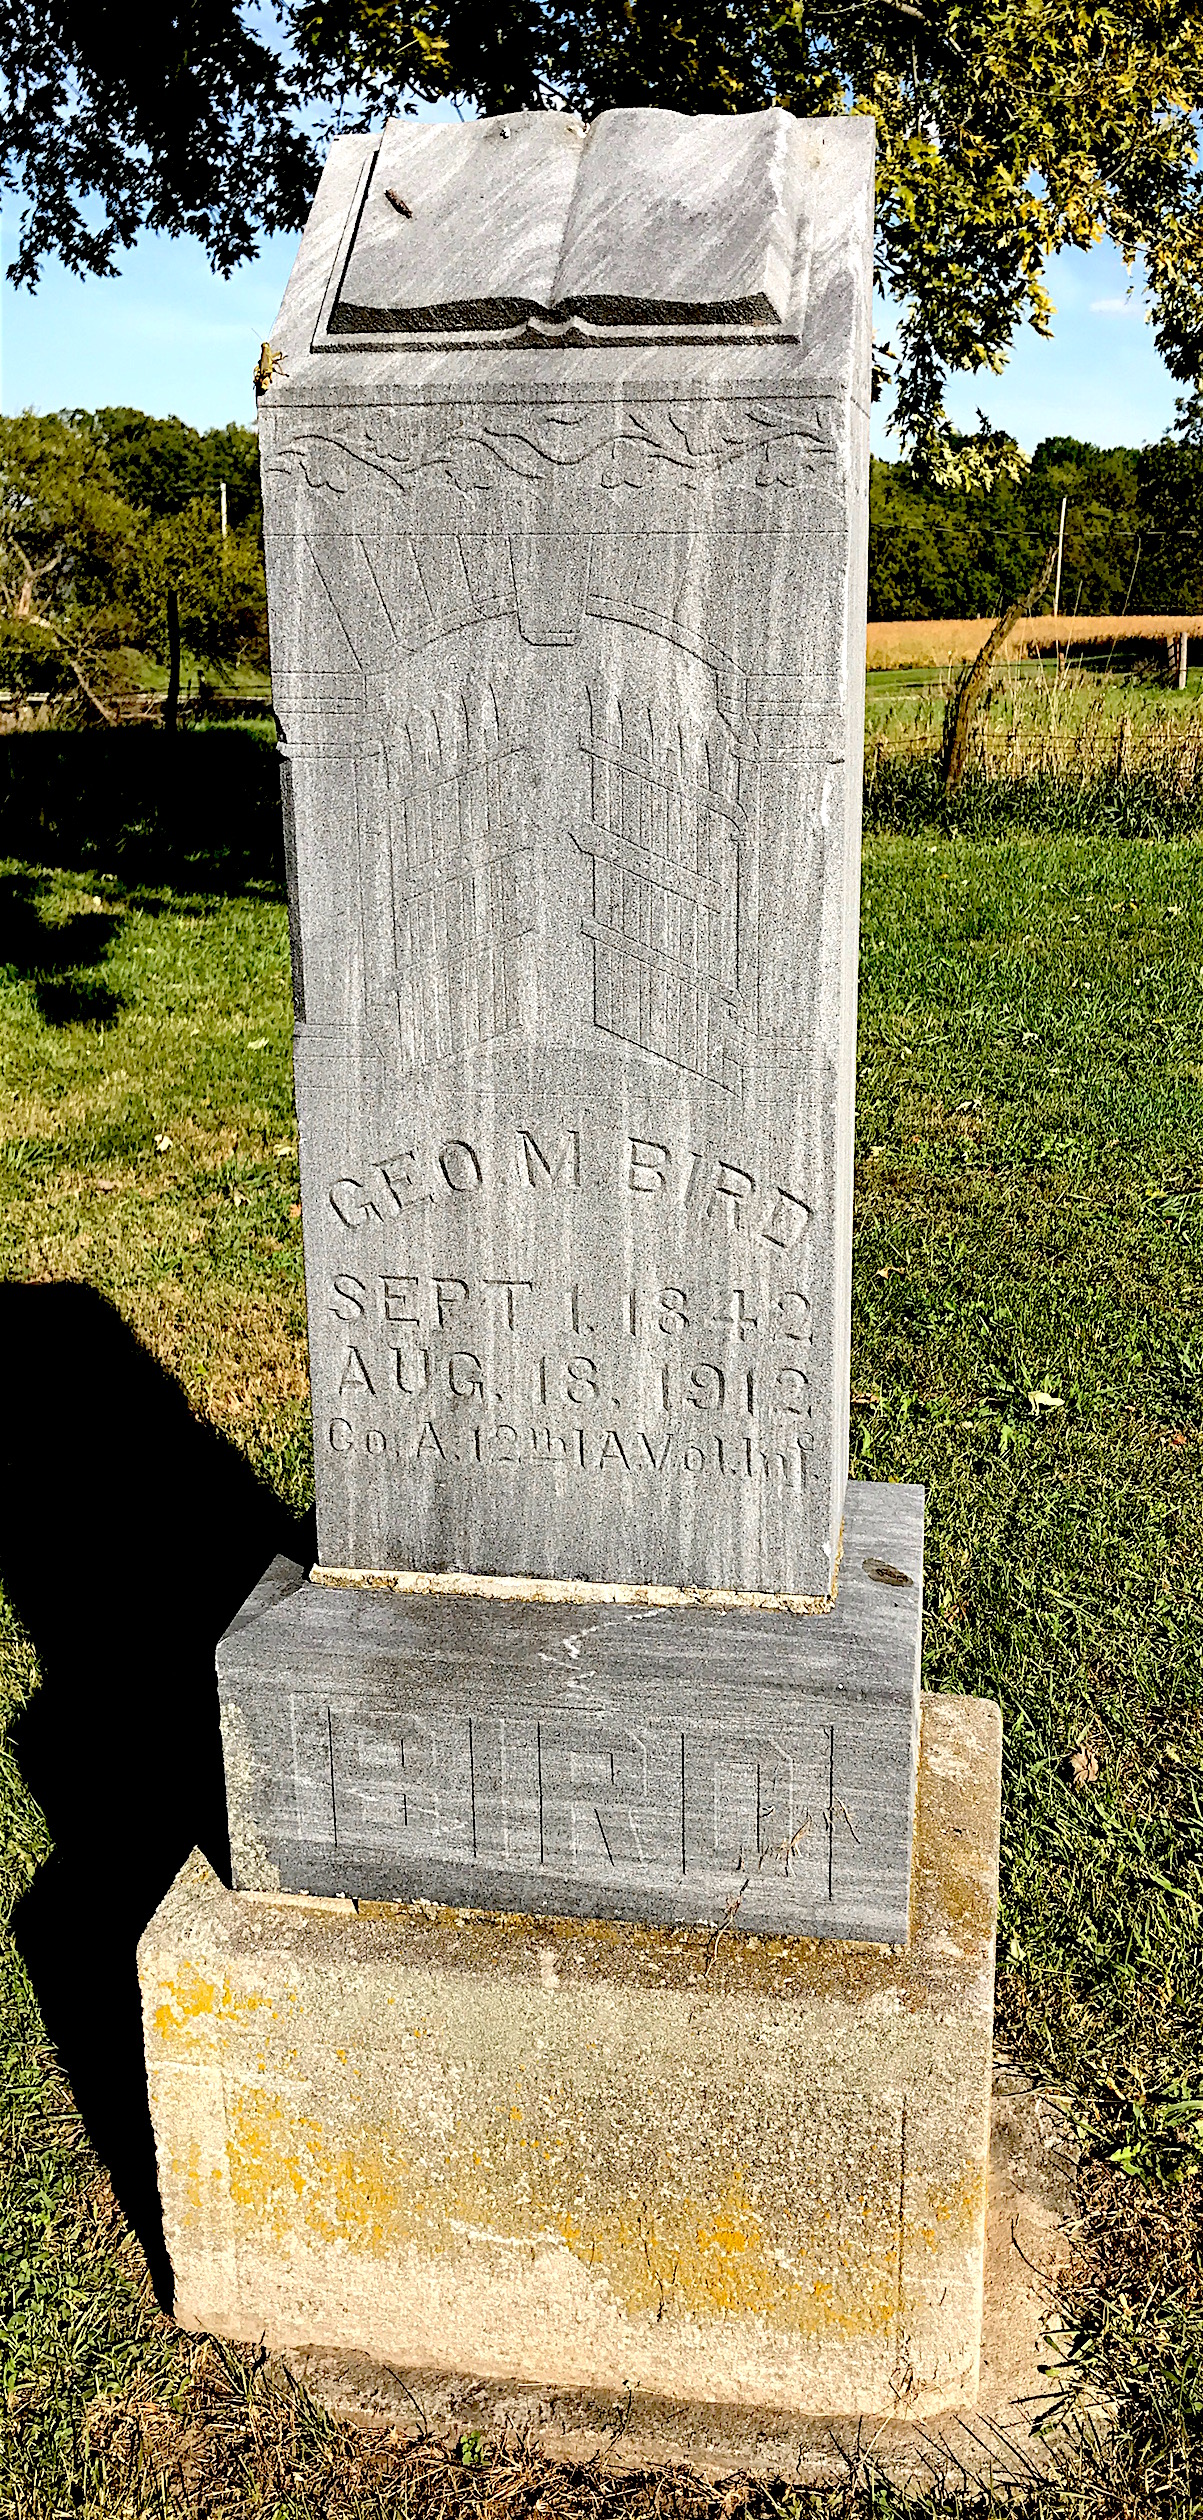 GEO. M. BIRD
SEPT 1. 1842
AUG. 18. 1912
Co. A. 12th IA. Vol. Inf.
BIRD